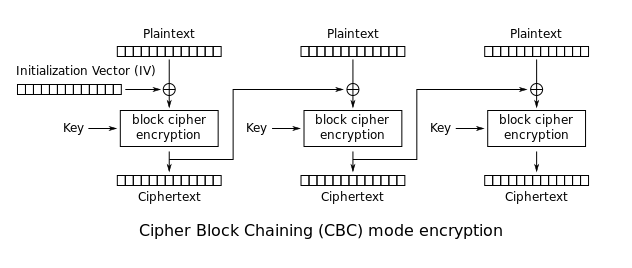 Plaintext
Plaintext
Plaintext
Initialization Vector (IV)
Key
block cipher
encryption
Key
block cipher
encryption
Key
block cipher
encryption
Ciphertext
Ciphertext
Ciphertext
Cipher Block Chaining (CBC) mode encryption